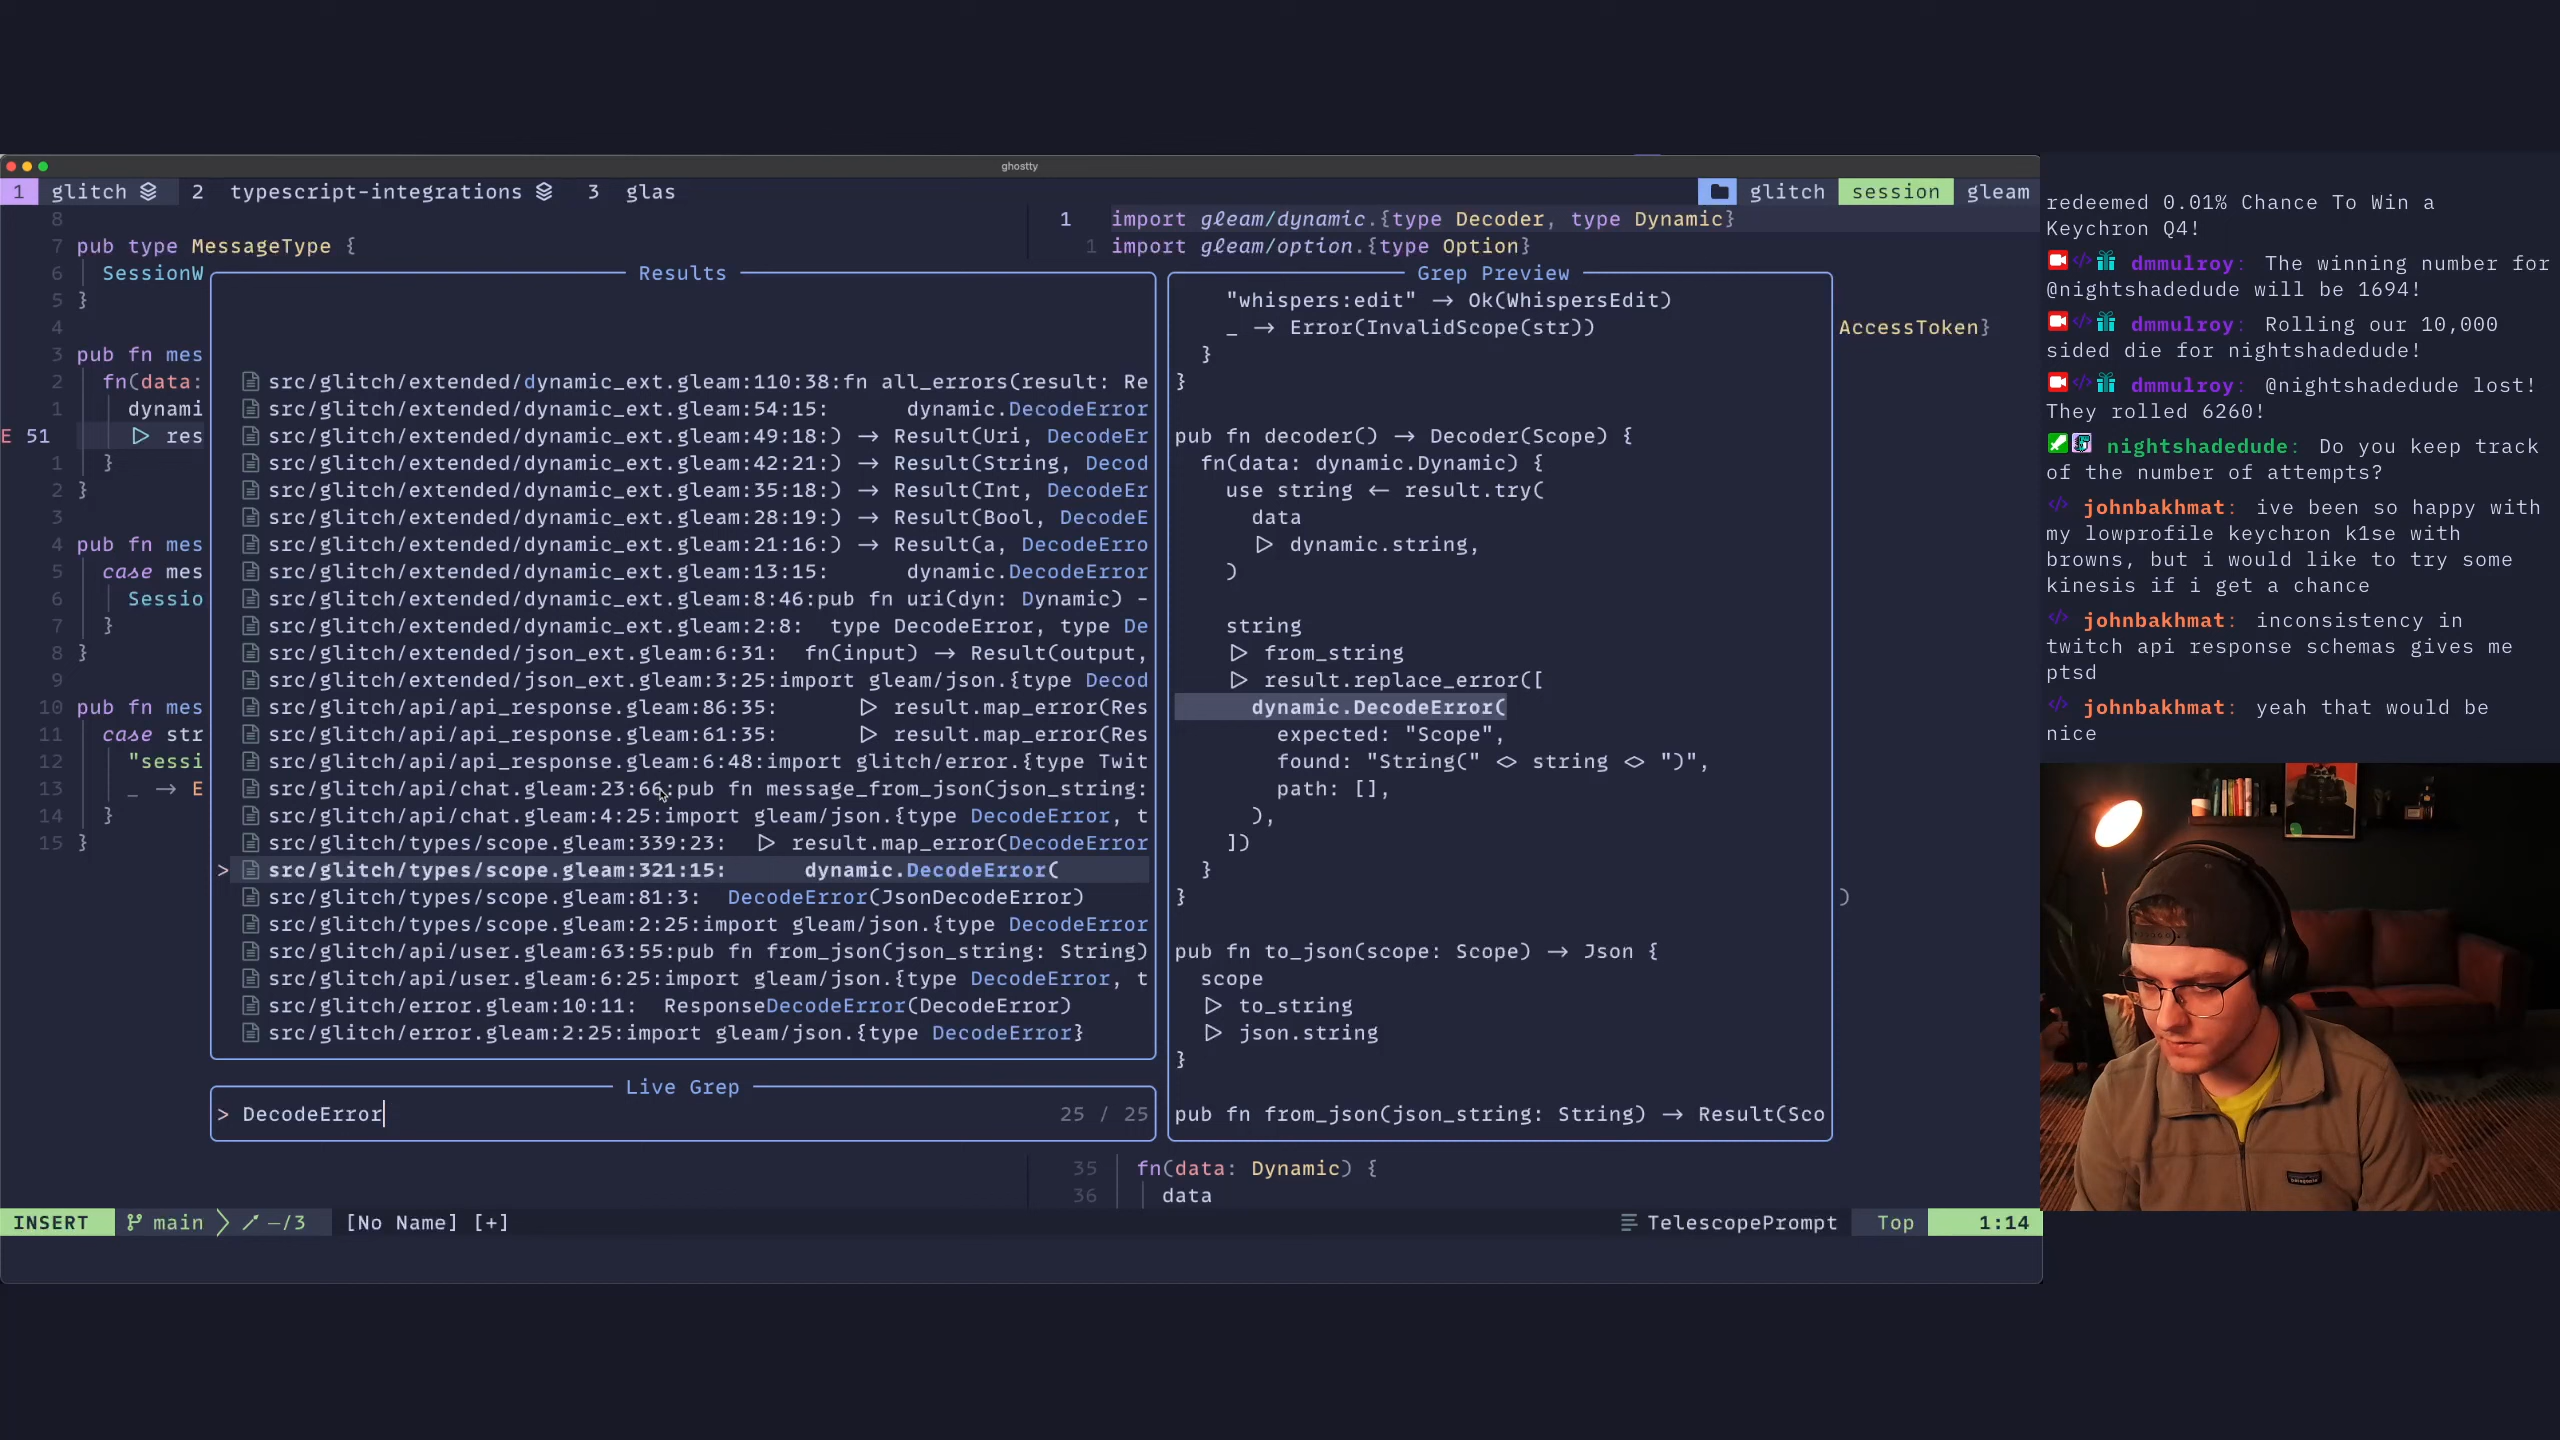 ghostty
1 glitch 2 typescript-integrations 3 glas
glitch session gleam
8
7 pub type MessageType {
6 SessionW
5 }
4
3 pub fn mes
2 fn(data:
1 dynami
E 51 ▷ res
1 }
2 }
3
4 pub fn mes
5 case mes
6 Sessio
7 }
8 }
9
10 pub fn mes
11 case str
12 "sessi
13 _ → E
14 }
15 }
1 import gleam/dynamic.{type Decoder, type Dynamic}
1 import gleam/option.{type Option}
AccessToken}
)
35 fn(data: Dynamic) {
36 data
Results
src/glitch/extended/dynamic_ext.gleam:110:38:fn all_errors(result: Re
src/glitch/extended/dynamic_ext.gleam:54:15: dynamic.DecodeError
src/glitch/extended/dynamic_ext.gleam:49:18:) → Result(Uri, DecodeEr
src/glitch/extended/dynamic_ext.gleam:42:21:) → Result(String, Decod
src/glitch/extended/dynamic_ext.gleam:35:18:) → Result(Int, DecodeEr
src/glitch/extended/dynamic_ext.gleam:28:19:) → Result(Bool, DecodeE
src/glitch/extended/dynamic_ext.gleam:21:16:) → Result(a, DecodeErro
src/glitch/extended/dynamic_ext.gleam:13:15: dynamic.DecodeError
src/glitch/extended/dynamic_ext.gleam:8:46:pub fn uri(dyn: Dynamic) -
src/glitch/extended/dynamic_ext.gleam:2:8: type DecodeError, type De
src/glitch/extended/json_ext.gleam:6:31: fn(input) → Result(output,
src/glitch/extended/json_ext.gleam:3:25:import gleam/json.{type Decod
src/glitch/api/api_response.gleam:86:35: ▷ result.map_error(Res
src/glitch/api/api_response.gleam:61:35: ▷ result.map_error(Res
src/glitch/api/api_response.gleam:6:48:import glitch/error.{type Twit
src/glitch/api/chat.gleam:23:66:pub fn message_from_json(json_string:
src/glitch/api/chat.gleam:4:25:import gleam/json.{type DecodeError, t
src/glitch/types/scope.gleam:339:23: ▷ result.map_error(DecodeError
> src/glitch/types/scope.gleam:321:15: dynamic.DecodeError(
src/glitch/types/scope.gleam:81:3: DecodeError(JsonDecodeError)
src/glitch/types/scope.gleam:2:25:import gleam/json.{type DecodeError
src/glitch/api/user.gleam:63:55:pub fn from_json(json_string: String)
src/glitch/api/user.gleam:6:25:import gleam/json.{type DecodeError, t
src/glitch/error.gleam:10:11: ResponseDecodeError(DecodeError)
src/glitch/error.gleam:2:25:import gleam/json.{type DecodeError}
Live Grep
> DecodeError 25 / 25
Grep Preview
"whispers:edit" → Ok(WhispersEdit)
_ → Error(InvalidScope(str))
}
}
pub fn decoder() → Decoder(Scope) {
fn(data: dynamic.Dynamic) {
use string ← result.try(
data
▷ dynamic.string,
)
string
▷ from_string
▷ result.replace_error([
dynamic.DecodeError(
expected: "Scope",
found: "String(" <> string <> ")",
path: [],
),
])
}
}
pub fn to_json(scope: Scope) → Json {
scope
▷ to_string
▷ json.string
}
pub fn from_json(json_string: String) → Result(Sco
INSERT main —/3 [No Name] [+] TelescopePrompt Top 1:14
redeemed 0.01% Chance To Win a
Keychron Q4!
dmmulroy: The winning number for
@nightshadedude will be 1694!
dmmulroy: Rolling our 10,000
sided die for nightshadedude!
dmmulroy: @nightshadedude lost!
They rolled 6260!
nightshadedude: Do you keep track
of the number of attempts?
johnbakhmat: ive been so happy with
my lowprofile keychron k1se with
browns, but i would like to try some
kinesis if i get a chance
johnbakhmat: inconsistency in
twitch api response schemas gives me
ptsd
johnbakhmat: yeah that would be
nice